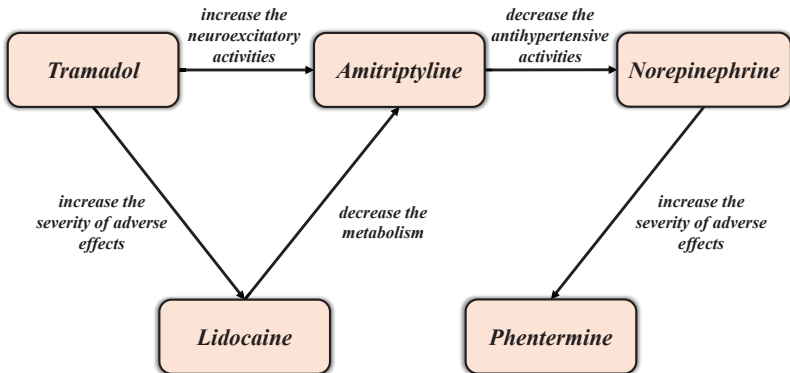 increase the
neuroexcitatory
activities
decrease the
antihypertensive
activities
Tramadol
Amitriptyline
Norepinephrine
increase the
severity of adverse
effects
decrease the
metabolism
increase the
severity of adverse
effects
Lidocaine
Phentermine